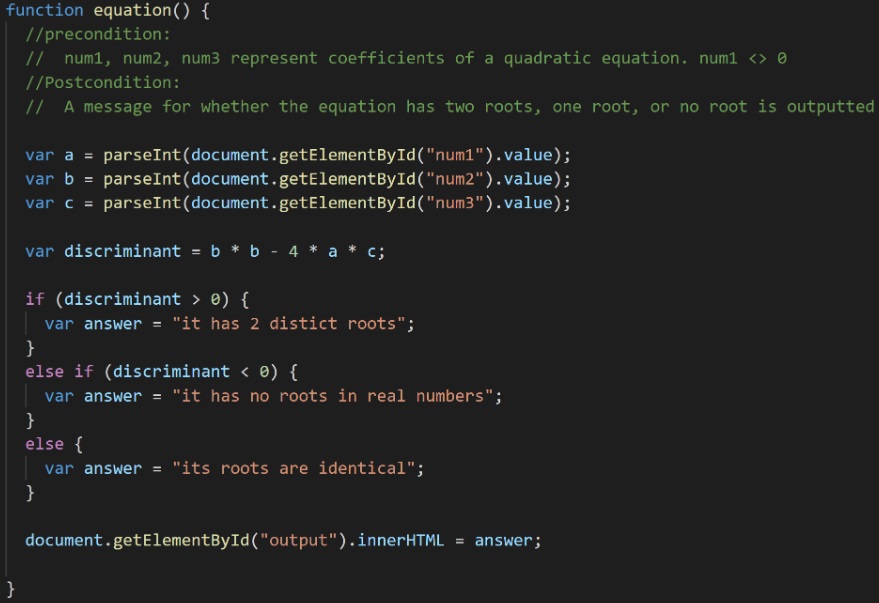 function equation() {
//precondition:
//  num1, num2, num3 represent coefficients of a quadratic equation. num1 <> 0
//Postcondition:
//  A message for whether the equation has two roots, one root, or no root is outputted
var a = parseInt(document.getElementById("num1").value);
var b = parseInt(document.getElementById("num2").value);
var c = parseInt(document.getElementById("num3").value);
var discriminant = b * b - 4 * a * c;
if (discriminant > 0) {
var answer = "it has 2 distict roots";
}
else if (discriminant < 0) {
var answer = "it has no roots in real numbers";
}
else {
var answer = "its roots are identical";
}
document.getElementById("output").innerHTML = answer;
}